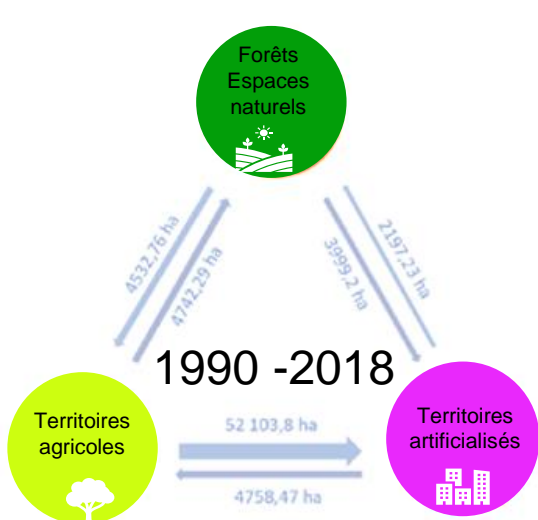 Forêts
Espaces
naturels
4532,76 ha
4742,29 ha
3999,2 ha
2197,23 ha
1990 -2018
Territoires
agricoles
52 103,8 ha
4758,47 ha
Territoires
artificialisés